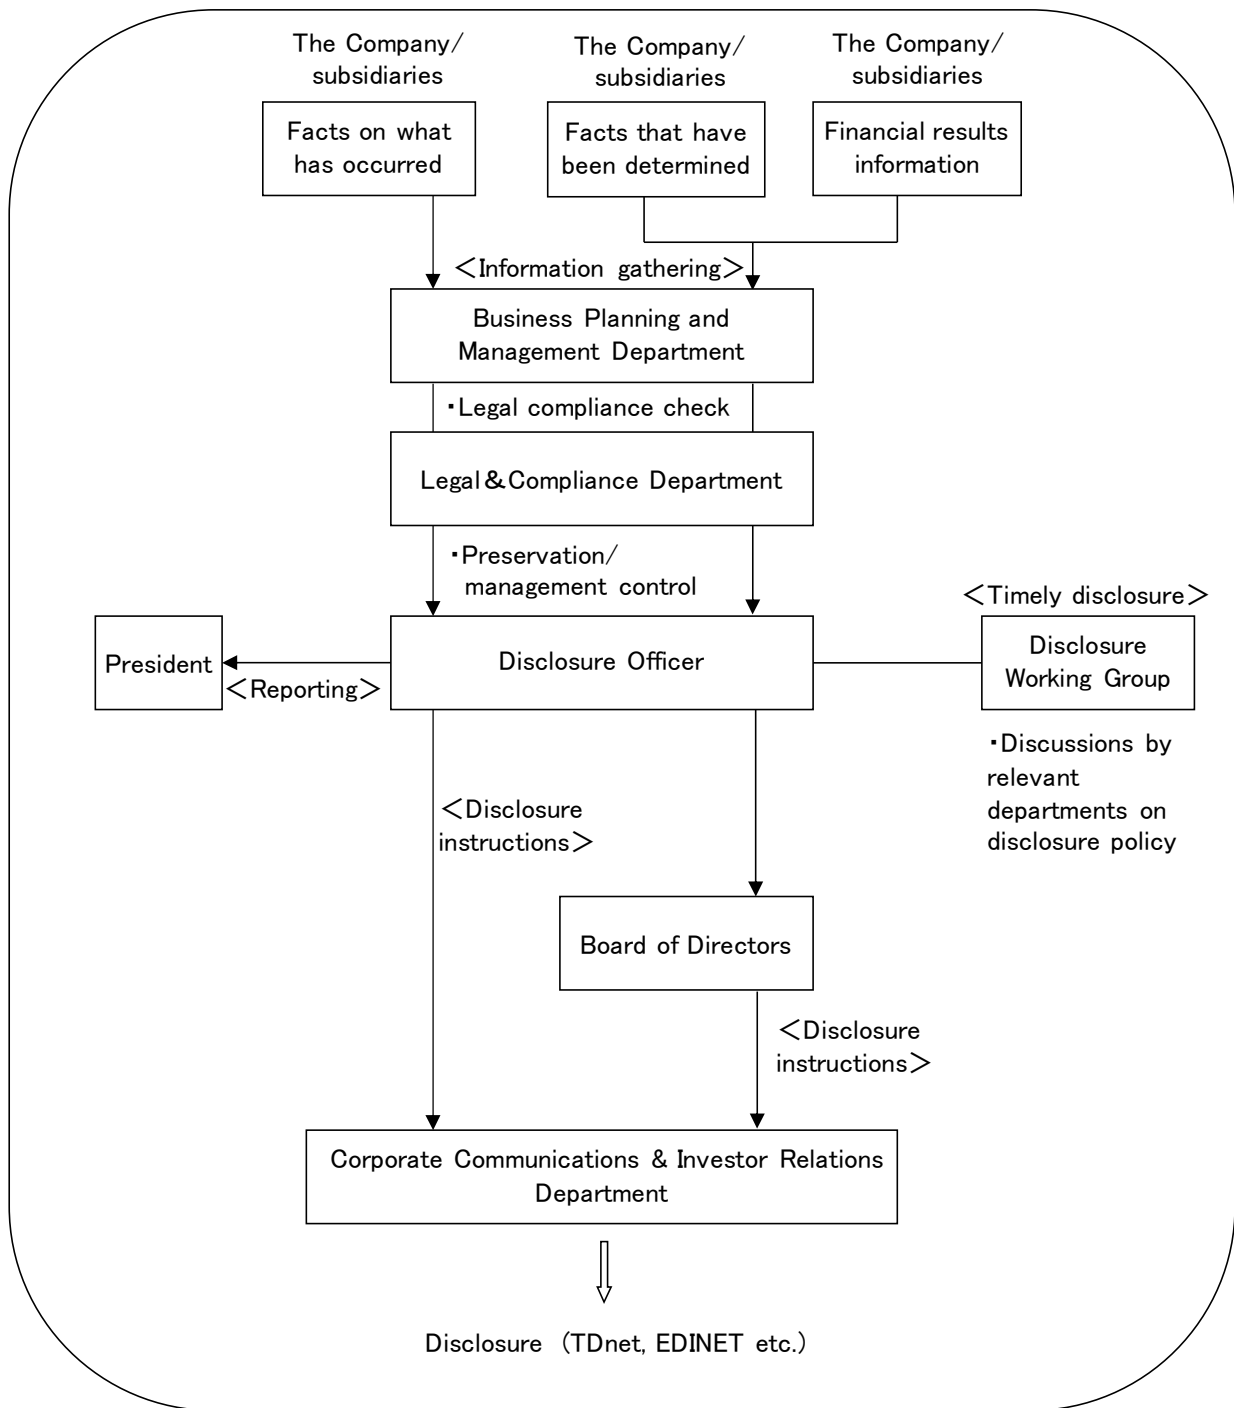 The Company/
subsidiaries
The Company/
subsidiaries
The Company/
subsidiaries
Facts on what
has occurred
Facts that have
been determined
Financial results
information
＜Information gathering＞
Business Planning and
Management Department
・Legal compliance check
Legal＆Compliance Department
・Preservation/
management control
＜Timely disclosure＞
President
＜Reporting＞
Disclosure Officer
Disclosure
Working Group
・Discussions by
relevant
departments on
disclosure policy
＜Disclosure
instructions＞
Board of Directors
＜Disclosure
instructions＞
Corporate Communications & Investor Relations
Department
Disclosure (TDnet, EDINET etc.)